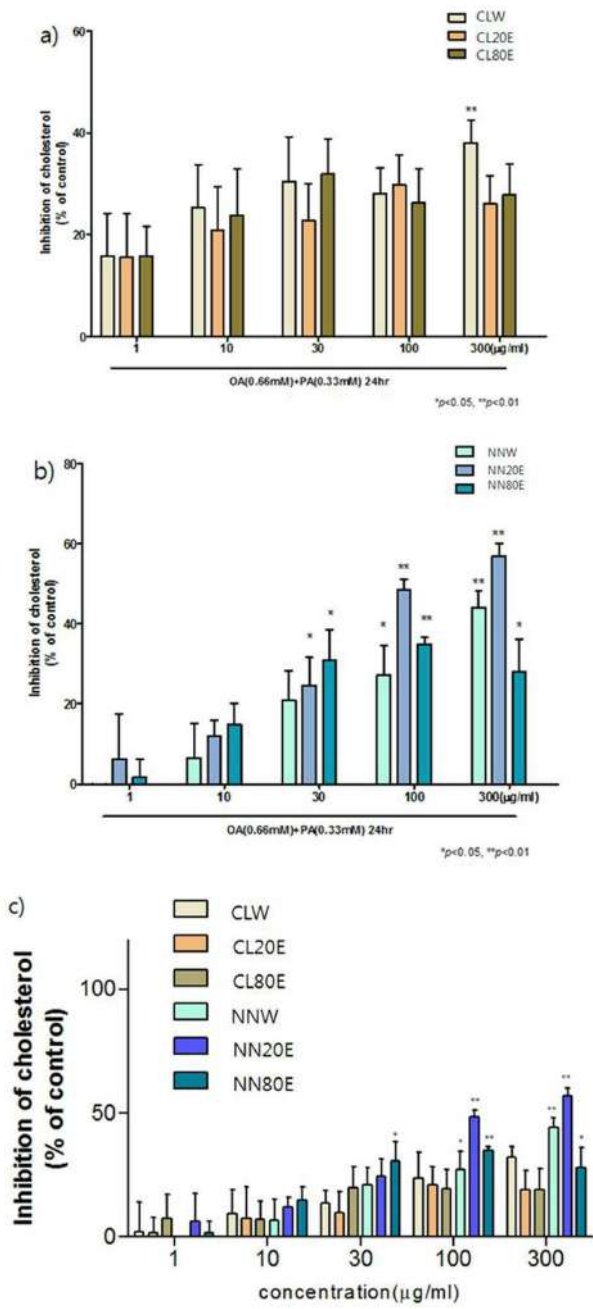 a)
CLW
CL20E
CL80E
Inhibition of cholesterol
(% of control)
60
40
20
0
**
1 10 30 100 300(μg/ml)
OA(0.66mM)+PA(0.33mM) 24hr
*p<0.05, **p<0.01
b)
NNW
NN20E
NN80E
Inhibition of cholesterol
(% of control)
80
60
40
20
0
* * * ** ** ** ** *
1 10 30 100 300(μg/ml)
OA(0.66mM)+PA(0.33mM) 24hr
*p<0.05, **p<0.01
c)
CLW
CL20E
CL80E
NNW
NN20E
NN80E
Inhibition of cholesterol
(% of control)
100
50
0
* * ** ** ** ** *
1 10 30 100 300
concentration(μg/ml)